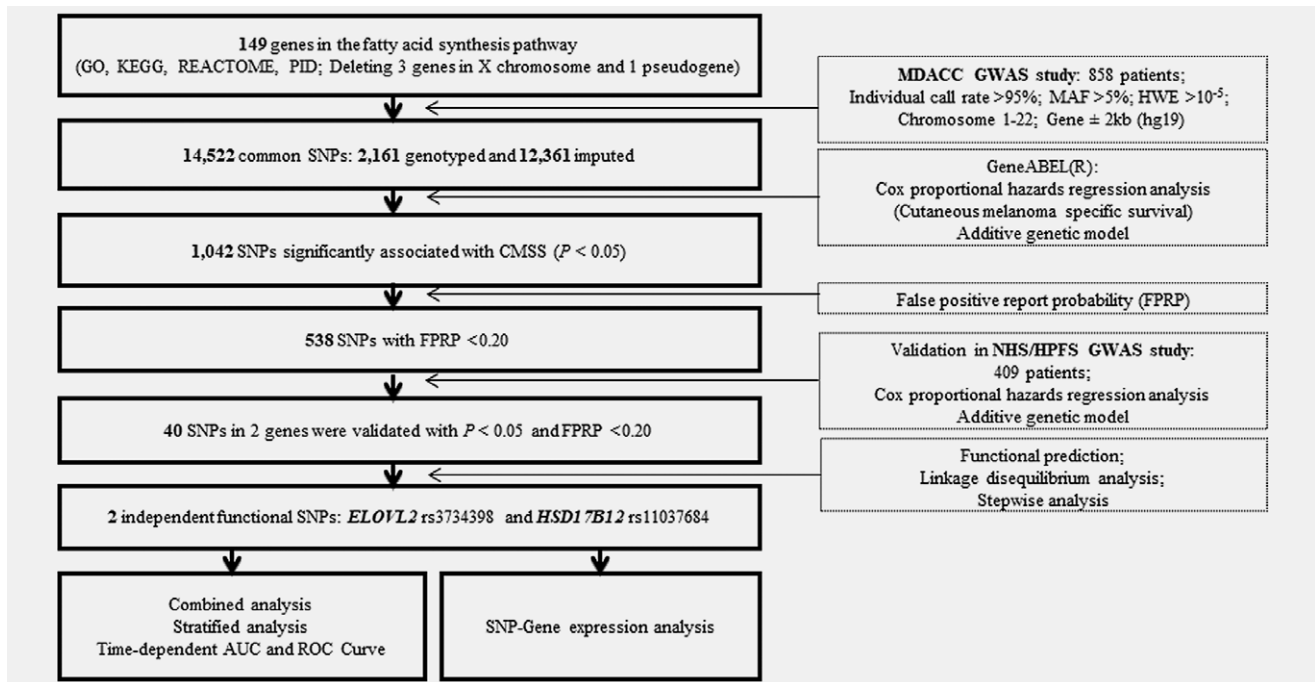 149 genes in the fatty acid synthesis pathway
(GO, KEGG, REACTOME, PID; Deleting 3 genes in X chromosome and 1 pseudogene)
MDACC GWAS study: 858 patients;
Individual call rate >95%; MAF >5%; HWE >10⁻⁵;
Chromosome 1-22; Gene ± 2kb (hg19)
14,522 common SNPs: 2,161 genotyped and 12,361 imputed
GeneABEL(R):
Cox proportional hazards regression analysis
(Cutaneous melanoma specific survival)
Additive genetic model
1,042 SNPs significantly associated with CMSS (P < 0.05)
False positive report probability (FPRP)
538 SNPs with FPRP <0.20
Validation in NHS/HPFS GWAS study:
409 patients;
Cox proportional hazards regression analysis
Additive genetic model
40 SNPs in 2 genes were validated with P < 0.05 and FPRP <0.20
Functional prediction;
Linkage disequilibrium analysis;
Stepwise analysis
2 independent functional SNPs: ELOVL2 rs3734398 and HSD17B12 rs11037684
Combined analysis
Stratified analysis
Time-dependent AUC and ROC Curve
SNP-Gene expression analysis